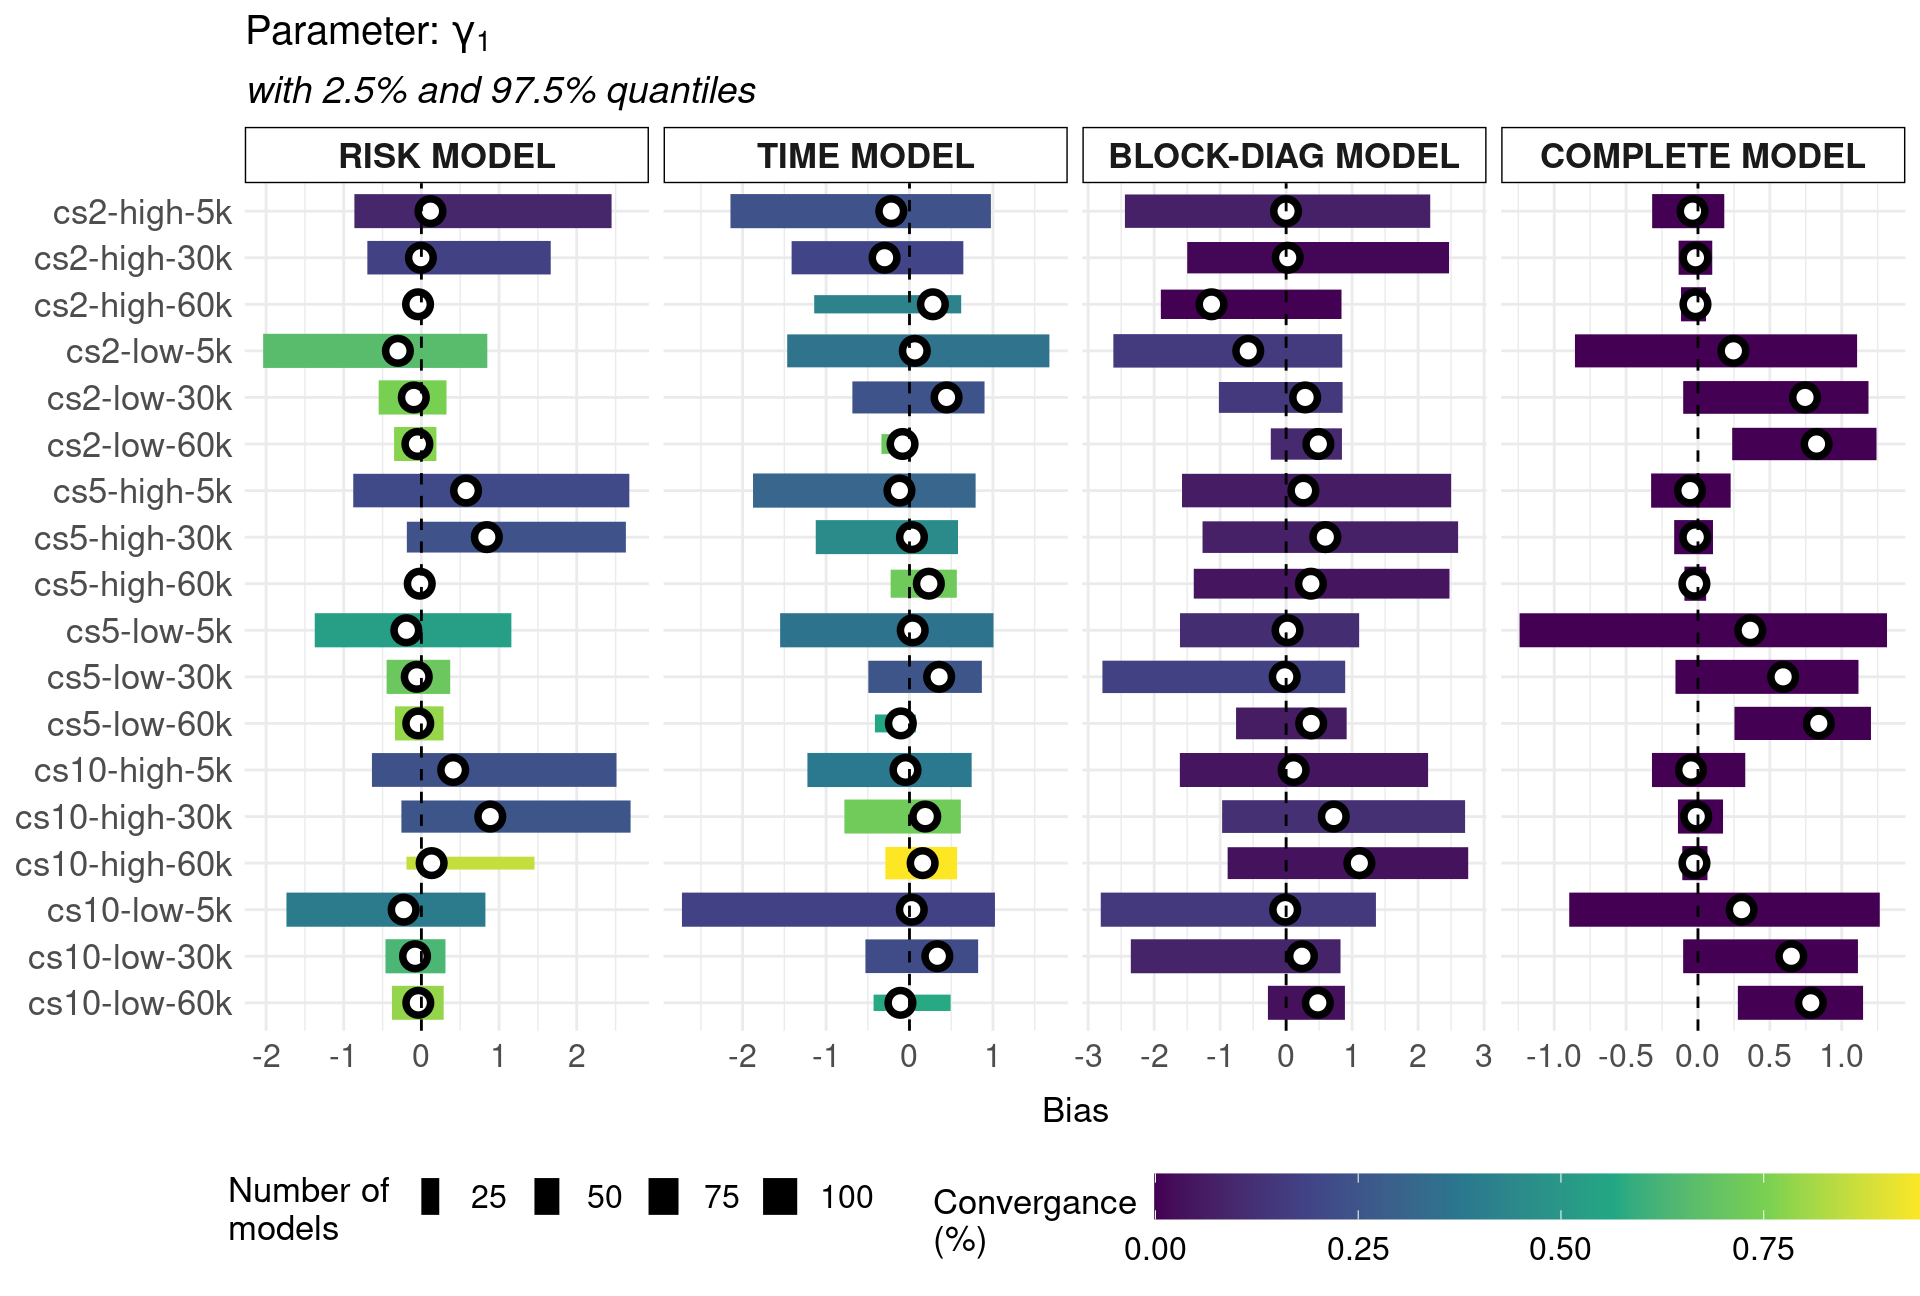 Parameter: γ₁
with 2.5% and 97.5% quantiles
RISK MODEL TIME MODEL BLOCK-DIAG MODEL COMPLETE MODEL
cs2-high-5k
cs2-high-30k
cs2-high-60k
cs2-low-5k
cs2-low-30k
cs2-low-60k
cs5-high-5k
cs5-high-30k
cs5-high-60k
cs5-low-5k
cs5-low-30k
cs5-low-60k
cs10-high-5k
cs10-high-30k
cs10-high-60k
cs10-low-5k
cs10-low-30k
cs10-low-60k
-2 -1 0 1 2 -2 -1 0 1 -3 -2 -1 0 1 2 3 -1.0 -0.5 0.0 0.5 1.0
Bias
Number of
models
25 50 75 100
Convergance
(%)
0.00 0.25 0.50 0.75